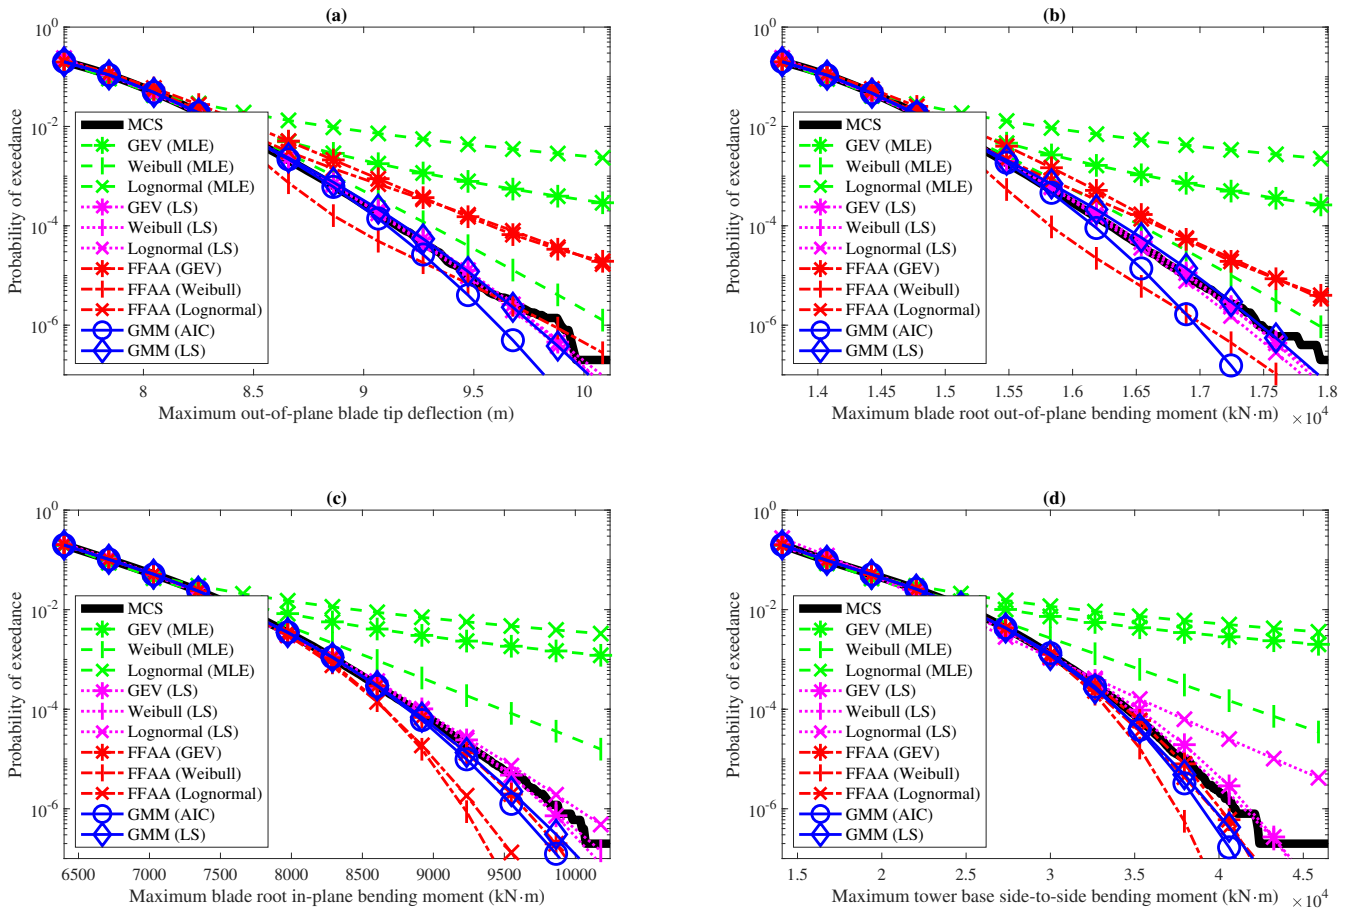 (a)
10^0
10^-2
10^-4
10^-6
Probability of exeedance
MCS
GEV (MLE)
Weibull (MLE)
Lognormal (MLE)
GEV (LS)
Weibull (LS)
Lognormal (LS)
FFAA (GEV)
FFAA (Weibull)
FFAA (Lognormal)
GMM (AIC)
GMM (LS)
8 8.5 9 9.5 10
Maximum out-of-plane blade tip deflection (m)
(b)
10^0
10^-2
10^-4
10^-6
Probability of exeedance
MCS
GEV (MLE)
Weibull (MLE)
Lognormal (MLE)
GEV (LS)
Weibull (LS)
Lognormal (LS)
FFAA (GEV)
FFAA (Weibull)
FFAA (Lognormal)
GMM (AIC)
GMM (LS)
1.4 1.45 1.5 1.55 1.6 1.65 1.7 1.75 1.8
Maximum blade root out-of-plane bending moment (kN·m) ×10^4
(c)
10^0
10^-2
10^-4
10^-6
Probability of exeedance
MCS
GEV (MLE)
Weibull (MLE)
Lognormal (MLE)
GEV (LS)
Weibull (LS)
Lognormal (LS)
FFAA (GEV)
FFAA (Weibull)
FFAA (Lognormal)
GMM (AIC)
GMM (LS)
6500 7000 7500 8000 8500 9000 9500 10000
Maximum blade root in-plane bending moment (kN·m)
(d)
10^0
10^-2
10^-4
10^-6
Probability of exeedance
MCS
GEV (MLE)
Weibull (MLE)
Lognormal (MLE)
GEV (LS)
Weibull (LS)
Lognormal (LS)
FFAA (GEV)
FFAA (Weibull)
FFAA (Lognormal)
GMM (AIC)
GMM (LS)
1.5 2 2.5 3 3.5 4 4.5
Maximum tower base side-to-side bending moment (kN·m) ×10^4